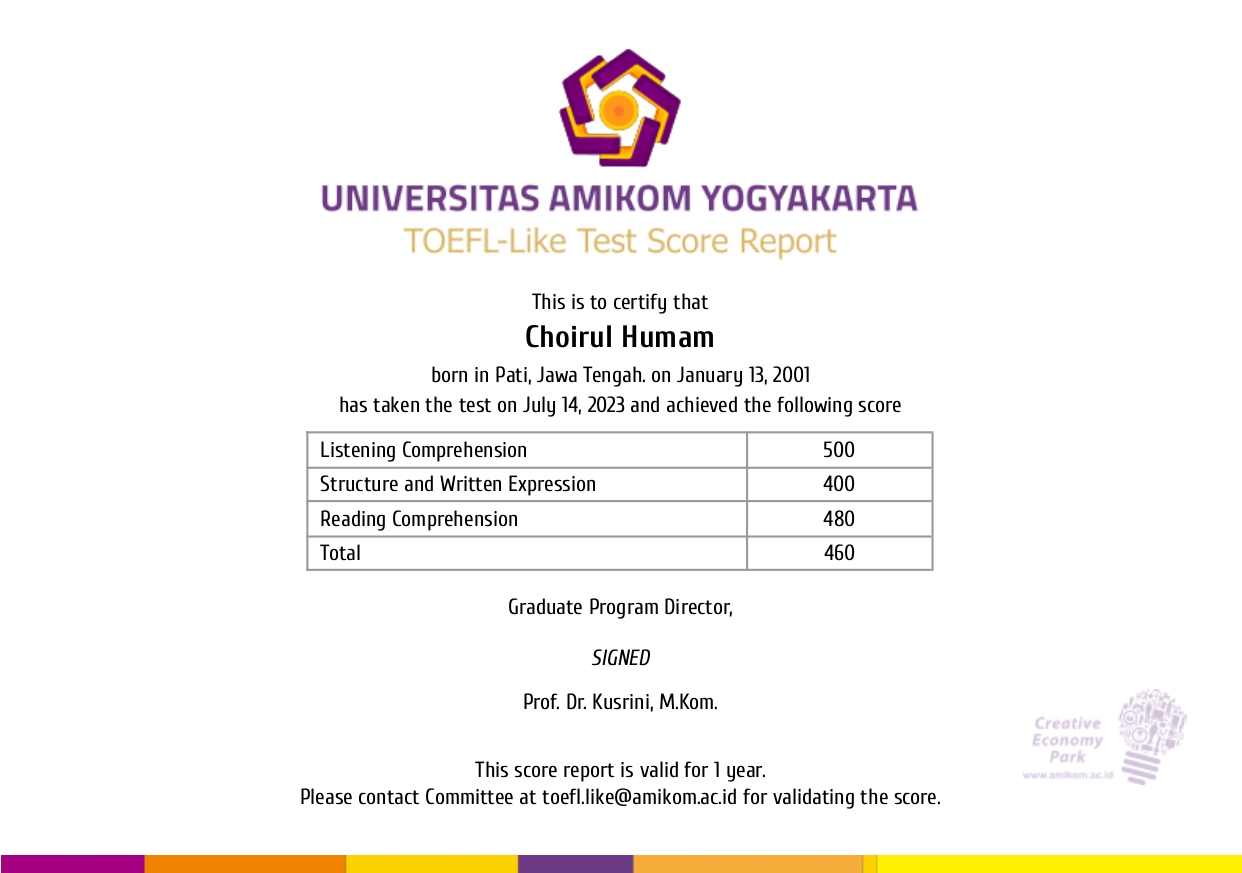 UNIVERSITAS AMIKOM YOGYAKARTA
TOEFL-Like Test Score Report
This is to certify that
Choirul Humam
born in Pati, Jawa Tengah. on January 13, 2001
has taken the test on July 14, 2023 and achieved the following score
Listening Comprehension 500
Structure and Written Expression 400
Reading Comprehension 480
Total 460
Graduate Program Director,
SIGNED
Prof. Dr. Kusrini, M.Kom.
Creative
Economy
Park
www.amikom.ac.id
This score report is valid for 1 year.
Please contact Committee at toefl.like@amikom.ac.id for validating the score.